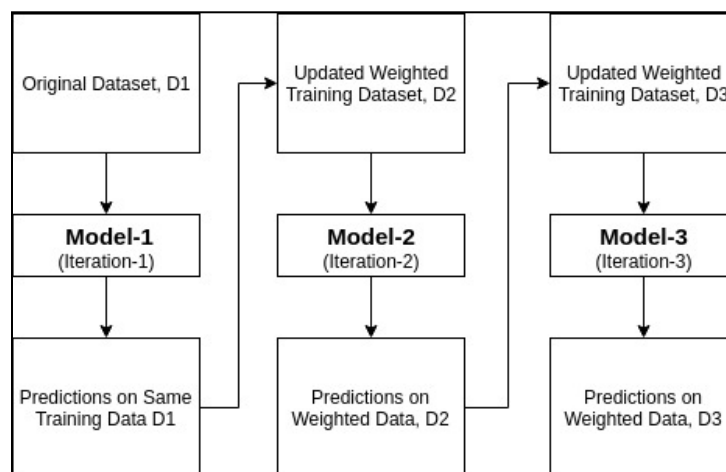 Original Dataset, D1
Updated Weighted
Training Dataset, D2
Updated Weighted
Training Dataset, D3
Model-1
(Iteration-1)
Model-2
(Iteration-2)
Model-3
(Iteration-3)
Predictions on Same
Training Data D1
Predictions on
Weighted Data, D2
Predictions on
Weighted Data, D3